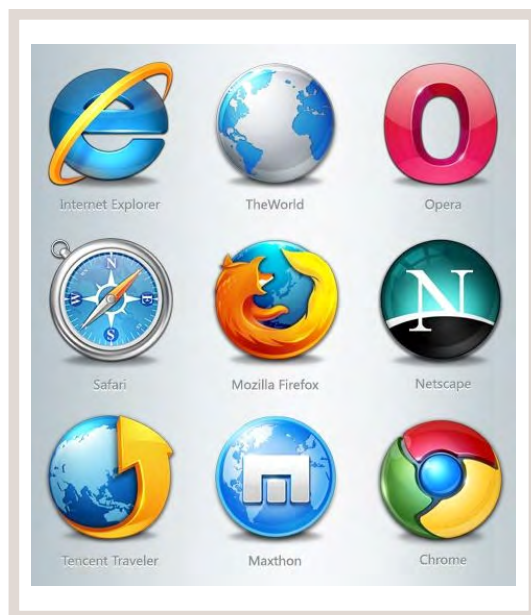 Internet Explorer
TheWorld
Opera
N
W
E
S
Safari
Mozilla Firefox
N
Netscape
Tencent Traveler
Maxthon
Chrome